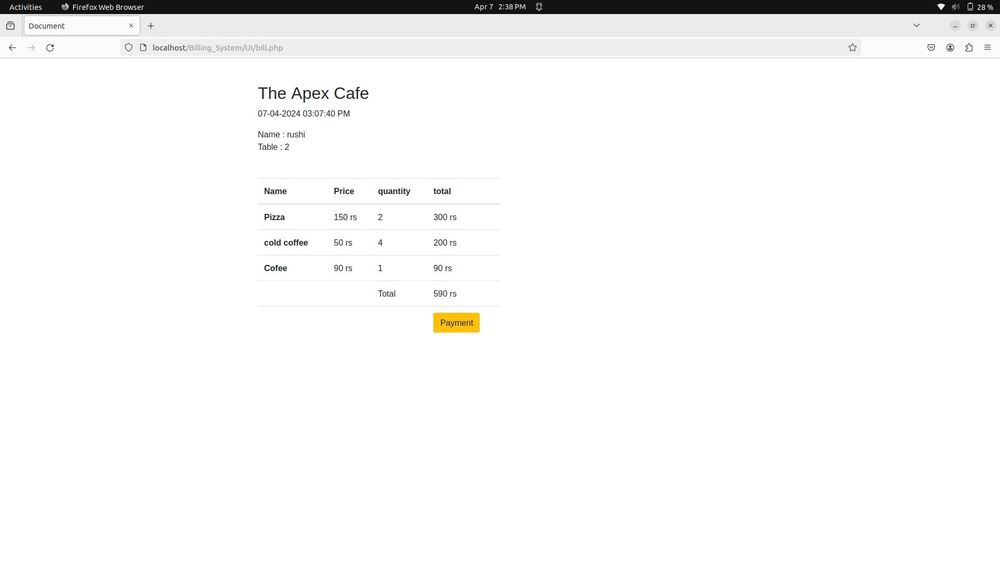 Activities Firefox Web Browser Apr 7 2:38 PM 28 %
Document
localhost/Billing_System/UI/bill.php
The Apex Cafe
07-04-2024 03:07:40 PM
Name : rushi
Table : 2
Name Price quantity total
Pizza 150 rs 2 300 rs
cold coffee 50 rs 4 200 rs
Cofee 90 rs 1 90 rs
Total 590 rs
Payment